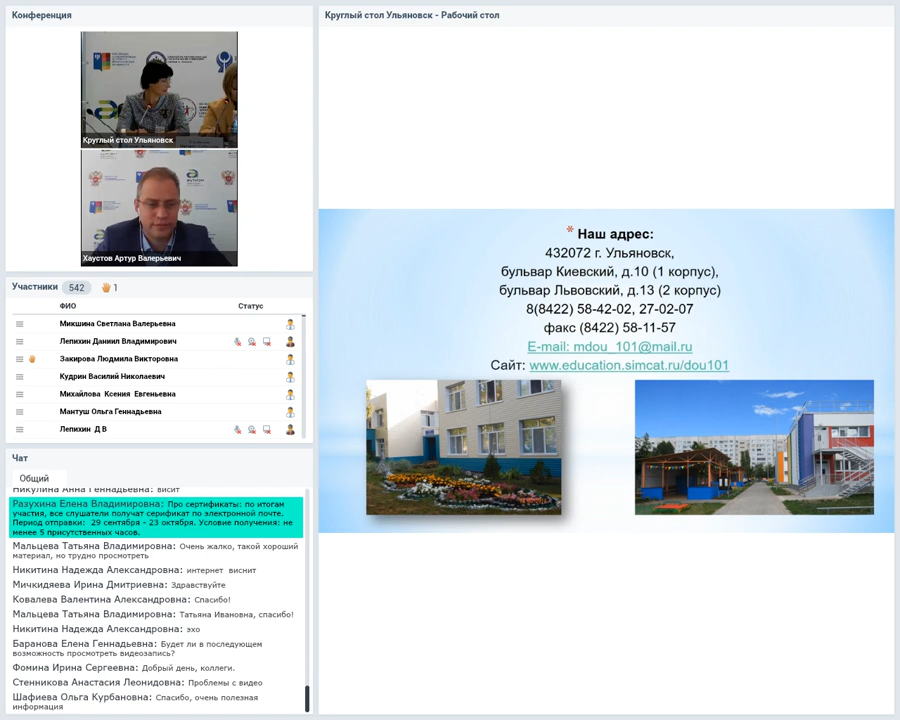 Конференция
Круглый стол Ульяновск
Хаустов Артур Валерьевич
Участники 542 1
ФИО Статус
Микшина Светлана Валерьевна
Лепихин Даниил Владимирович
Закирова Людмила Викторовна
Кудрин Василий Николаевич
Михайлова Ксения Евгеньевна
Мантуш Ольга Геннадьевна
Лепихин Д В
Чат
Общий
Никулина Анна Геннадьевна: висит
Разухина Елена Владимировна: Про сертификаты: по итогам
участия, все слушатели получат серификат по электронной почте.
Период отправки: 29 сентября - 23 октября. Условие получения: не
менее 5 присутственных часов.
Мальцева Татьяна Владимировна: Очень жалко, такой хороший
материал, но трудно просмотреть
Никитина Надежда Александровна: интернет виснит
Мичкидяева Ирина Дмитриевна: Здравствуйте
Ковалева Валентина Александровна: Спасибо!
Мальцева Татьяна Владимировна: Татьяна Ивановна, спасибо!
Никитина Надежда Александровна: эхо
Баранова Елена Геннадьевна: Будет ли в последующем
возможность просмотреть видеозапись?
Фомина Ирина Сергеевна: Добрый день, коллеги.
Стенникова Анастасия Леонидовна: Проблемы с видео
Шафиева Ольга Курбановна: Спасибо, очень полезная
информация
Круглый стол Ульяновск - Рабочий стол
* Наш адрес:
432072 г. Ульяновск,
бульвар Киевский, д.10 (1 корпус),
бульвар Львовский, д.13 (2 корпус)
8(8422) 58-42-02, 27-02-07
факс (8422) 58-11-57
E-mail: mdou_101@mail.ru
Сайт: www.education.simcat.ru/dou101